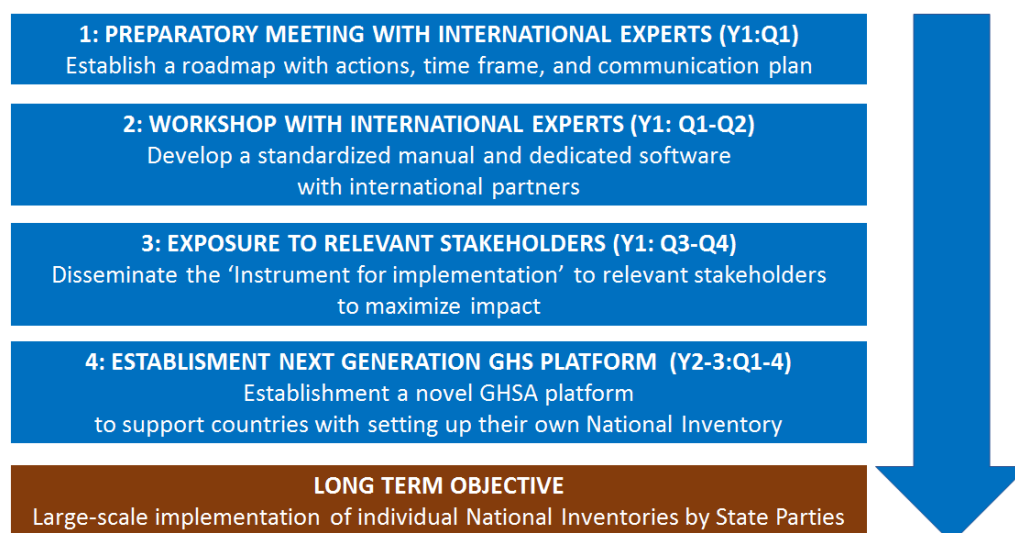 1: PREPARATORY MEETING WITH INTERNATIONAL EXPERTS (Y1:Q1)
Establish a roadmap with actions, time frame, and communication plan
2: WORKSHOP WITH INTERNATIONAL EXPERTS (Y1: Q1-Q2)
Develop a standardized manual and dedicated software
with international partners
3: EXPOSURE TO RELEVANT STAKEHOLDERS (Y1: Q3-Q4)
Disseminate the ‘Instrument for implementation’ to relevant stakeholders
to maximize impact
4: ESTABLISMENT NEXT GENERATION GHS PLATFORM (Y2-3:Q1-4)
Establishment a novel GHSA platform
to support countries with setting up their own National Inventory
LONG TERM OBJECTIVE
Large-scale implementation of individual National Inventories by State Parties